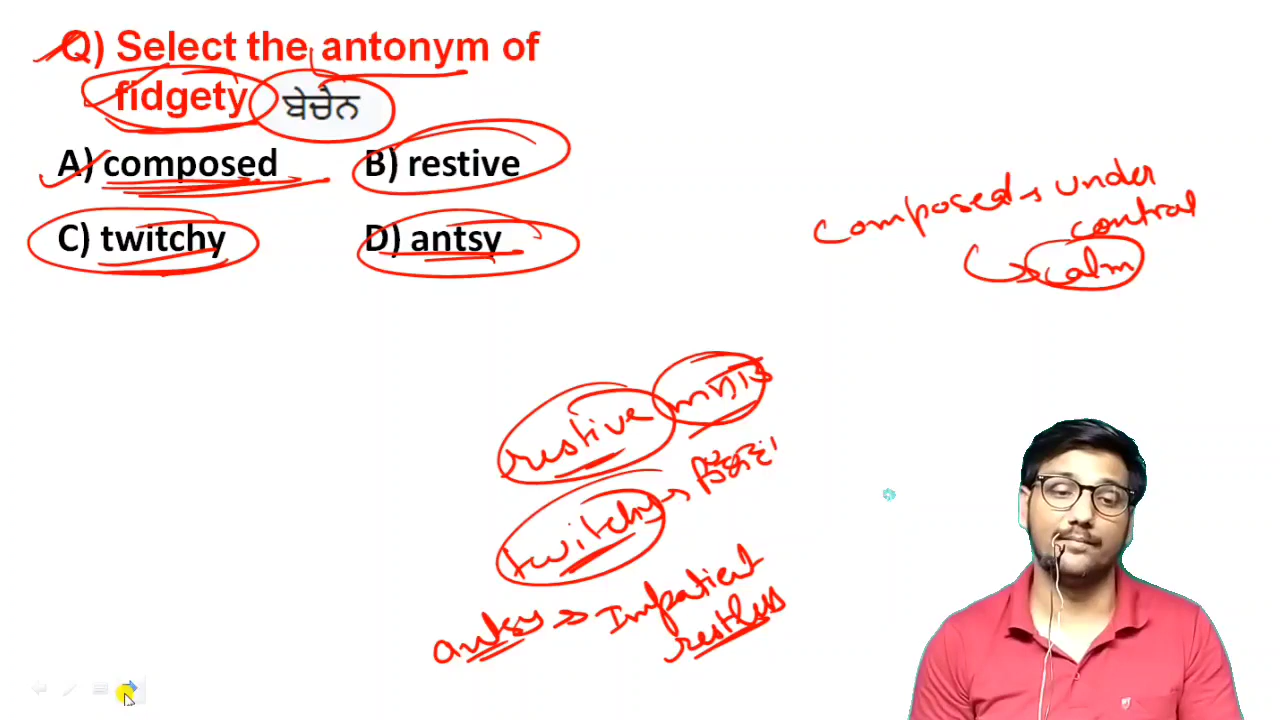 Q) Select the antonym of
fidgety ਬੇਚੈਨ
A) composed B) restive
C) twitchy D) antsy
composed → under
control
↳ calm
restive
twitchy →
antsy → Impatient
restless